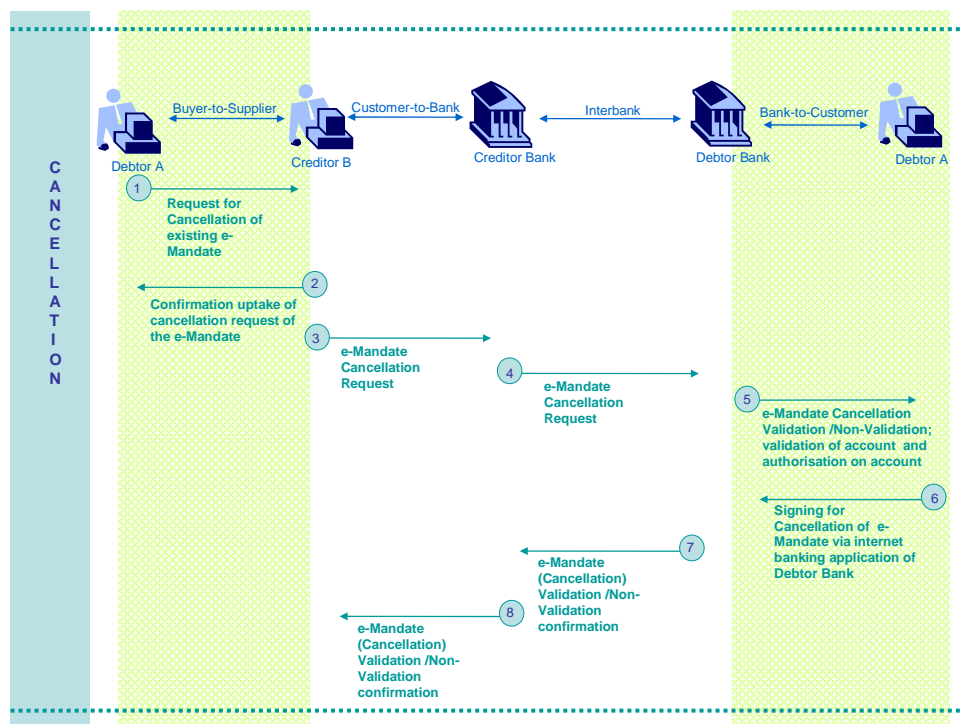 CANCELLATION
Buyer-to-Supplier
Customer-to-Bank
Interbank
Bank-to-Customer
Debtor A
Creditor B
Creditor Bank
Debtor Bank
Debtor A
1
Request for
Cancellation of
existing e-
Mandate
2
Confirmation uptake of
cancellation request of
the e-Mandate
3
e-Mandate
Cancellation
Request
4
e-Mandate
Cancellation
Request
5
e-Mandate Cancellation
Validation /Non-Validation;
validation of account and
authorisation on account
6
Signing for
Cancellation of e-
Mandate via internet
banking application of
Debtor Bank
7
e-Mandate
(Cancellation)
Validation /Non-
Validation
confirmation
8
e-Mandate
(Cancellation)
Validation /Non-
Validation
confirmation